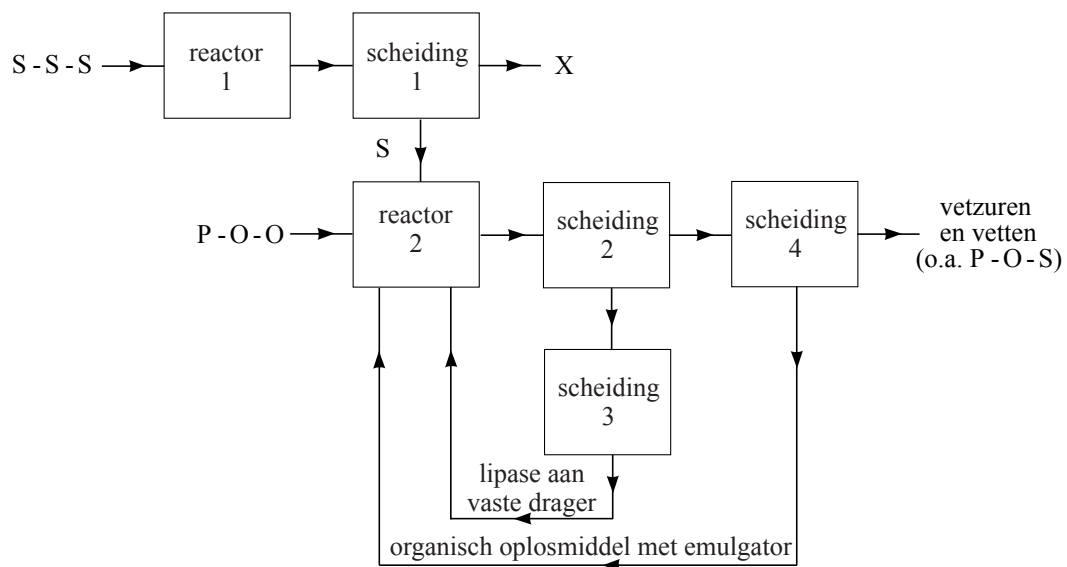 S-S-S
reactor
1
scheiding
1
X
S
P-O-O
reactor
2
scheiding
2
scheiding
4
vetzuren
en vetten
(o.a. P-O-S)
scheiding
3
lipase aan
vaste drager
organisch oplosmiddel met emulgator